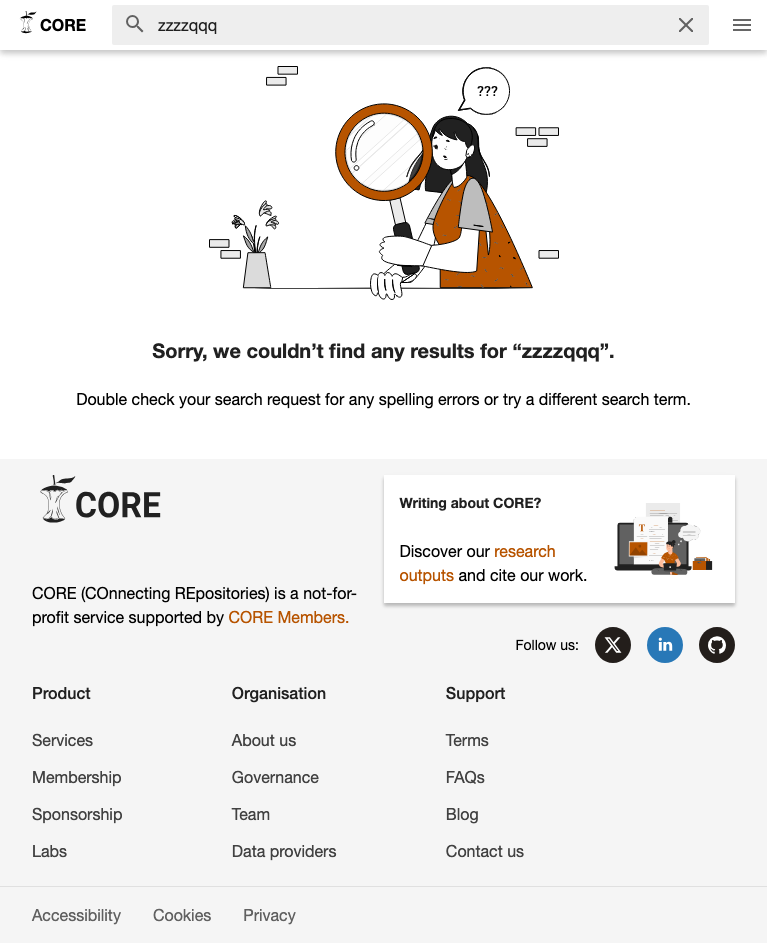 CORE
zzzzqqq
???
Sorry, we couldn’t find any results for “zzzzqqq”.
Double check your search request for any spelling errors or try a different search term.
CORE
CORE (COnnecting REpositories) is a not-for-
profit service supported by CORE Members.
Writing about CORE?
Discover our research
outputs and cite our work.
T
Follow us:
X
in
Product
Services
Membership
Sponsorship
Labs
Organisation
About us
Governance
Team
Data providers
Support
Terms
FAQs
Blog
Contact us
Accessibility
Cookies
Privacy